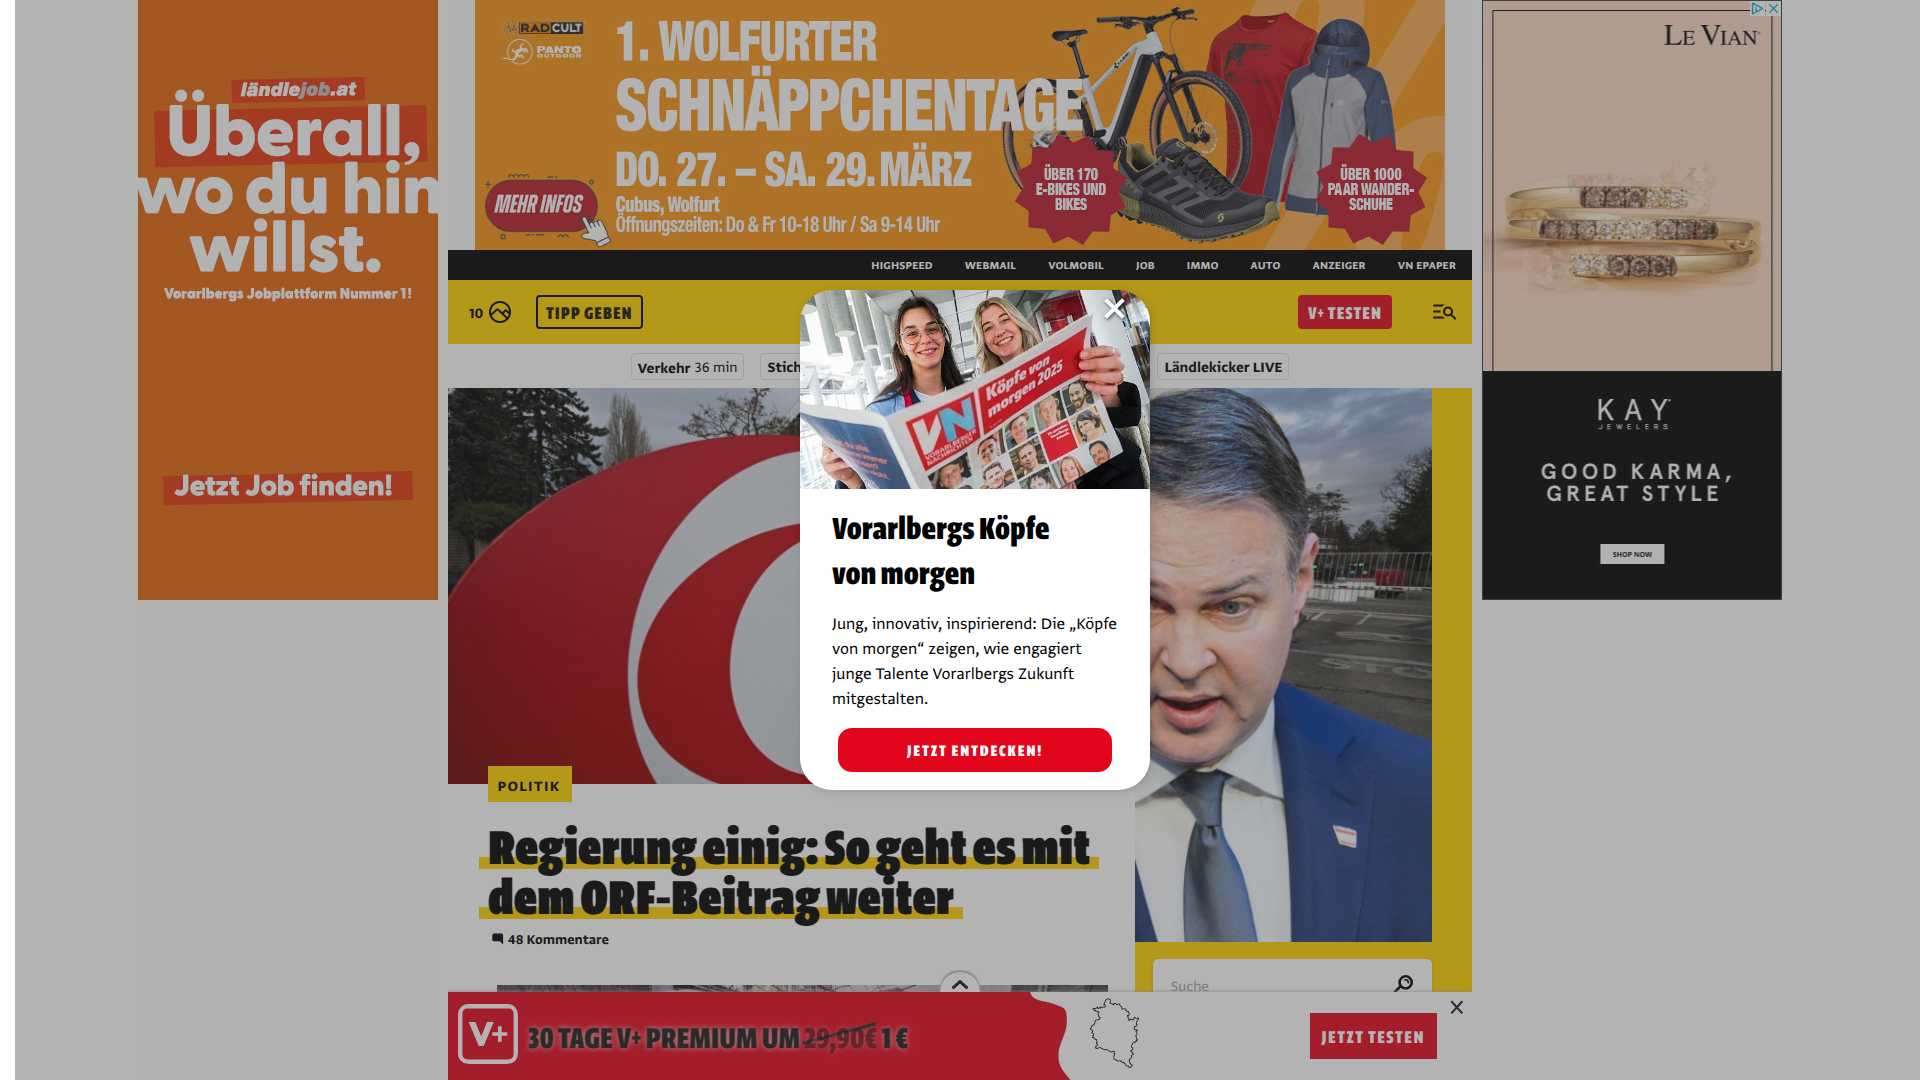 ländlejob.at
Überall,
wo du hin
willst.
Vorarlbergs Jobplattform Nummer 1!
Jetzt Job finden!
RADCULT
PANTO
OUTDOOR
1. WOLFURTER
SCHNÄPPCHENTAGE
DO. 27. – SA. 29. MÄRZ
Cubus, Wolfurt
Öffnungszeiten: Do & Fr 10-18 Uhr / Sa 9-14 Uhr
MEHR INFOS
ÜBER 170
E-BIKES UND
BIKES
ÜBER 1000
PAAR WANDER-
SCHUHE
LE VIAN
KAY
JEWELERS
GOOD KARMA,
GREAT STYLE
SHOP NOW
HIGHSPEED WEBMAIL VOLMOBIL JOB IMMO AUTO ANZEIGER VN EPAPER
10
TIPP GEBEN
V+ TESTEN
Verkehr 36 min
Stich
Ländlekicker LIVE
Köpfe von
morgen 2025
VN
VORARLBERGER
NACHRICHTEN
Vorarlbergs Köpfe
von morgen
Jung, innovativ, inspirierend: Die „Köpfe
von morgen“ zeigen, wie engagiert
junge Talente Vorarlbergs Zukunft
mitgestalten.
JETZT ENTDECKEN!
POLITIK
Regierung einig: So geht es mit
dem ORF-Beitrag weiter
48 Kommentare
Suche
V+
30 TAGE V+ PREMIUM UM 29,90€ 1 €
JETZT TESTEN